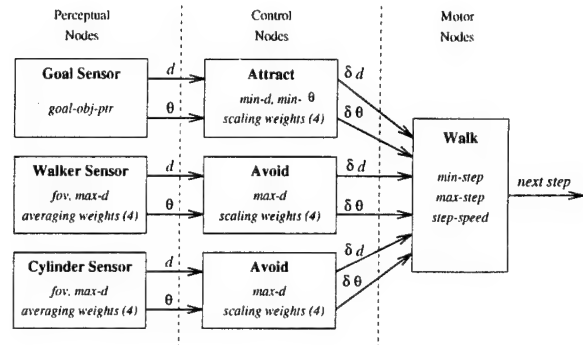 Perceptual
Nodes
Control
Nodes
Motor
Nodes
Goal Sensor
goal-obj-ptr
d
θ
Attract
min-d, min- θ
scaling weights (4)
δ d
δ θ
Walker Sensor
fov, max-d
averaging weights (4)
d
θ
Avoid
max-d
scaling weights (4)
δ d
δ θ
Cylinder Sensor
fov, max-d
averaging weights (4)
d
θ
Avoid
max-d
scaling weights (4)
δ d
δ θ
Walk
min-step
max-step
step-speed
next step